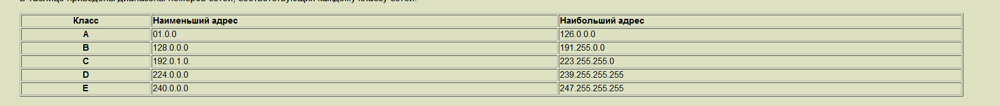 в таблице приведены диапазоны номеров сетей, соответствующих каждому классу сетей.
Класс Наименьший адрес Наибольший адрес
A 01.0.0 126.0.0.0
B 128.0.0.0 191.255.0.0
C 192.0.1.0. 223.255.255.0
D 224.0.0.0 239.255.255.255
E 240.0.0.0 247.255.255.255